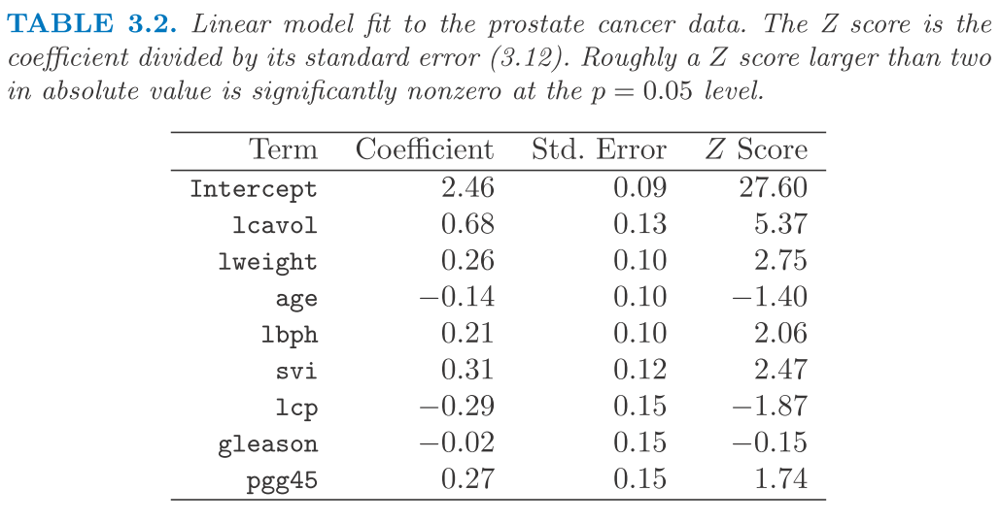 TABLE 3.2. Linear model fit to the prostate cancer data. The Z score is the
coefficient divided by its standard error (3.12). Roughly a Z score larger than two
in absolute value is significantly nonzero at the p = 0.05 level.
Term Coefficient Std. Error Z Score
Intercept 2.46 0.09 27.60
lcavol 0.68 0.13 5.37
lweight 0.26 0.10 2.75
age −0.14 0.10 −1.40
lbph 0.21 0.10 2.06
svi 0.31 0.12 2.47
lcp −0.29 0.15 −1.87
gleason −0.02 0.15 −0.15
pgg45 0.27 0.15 1.74